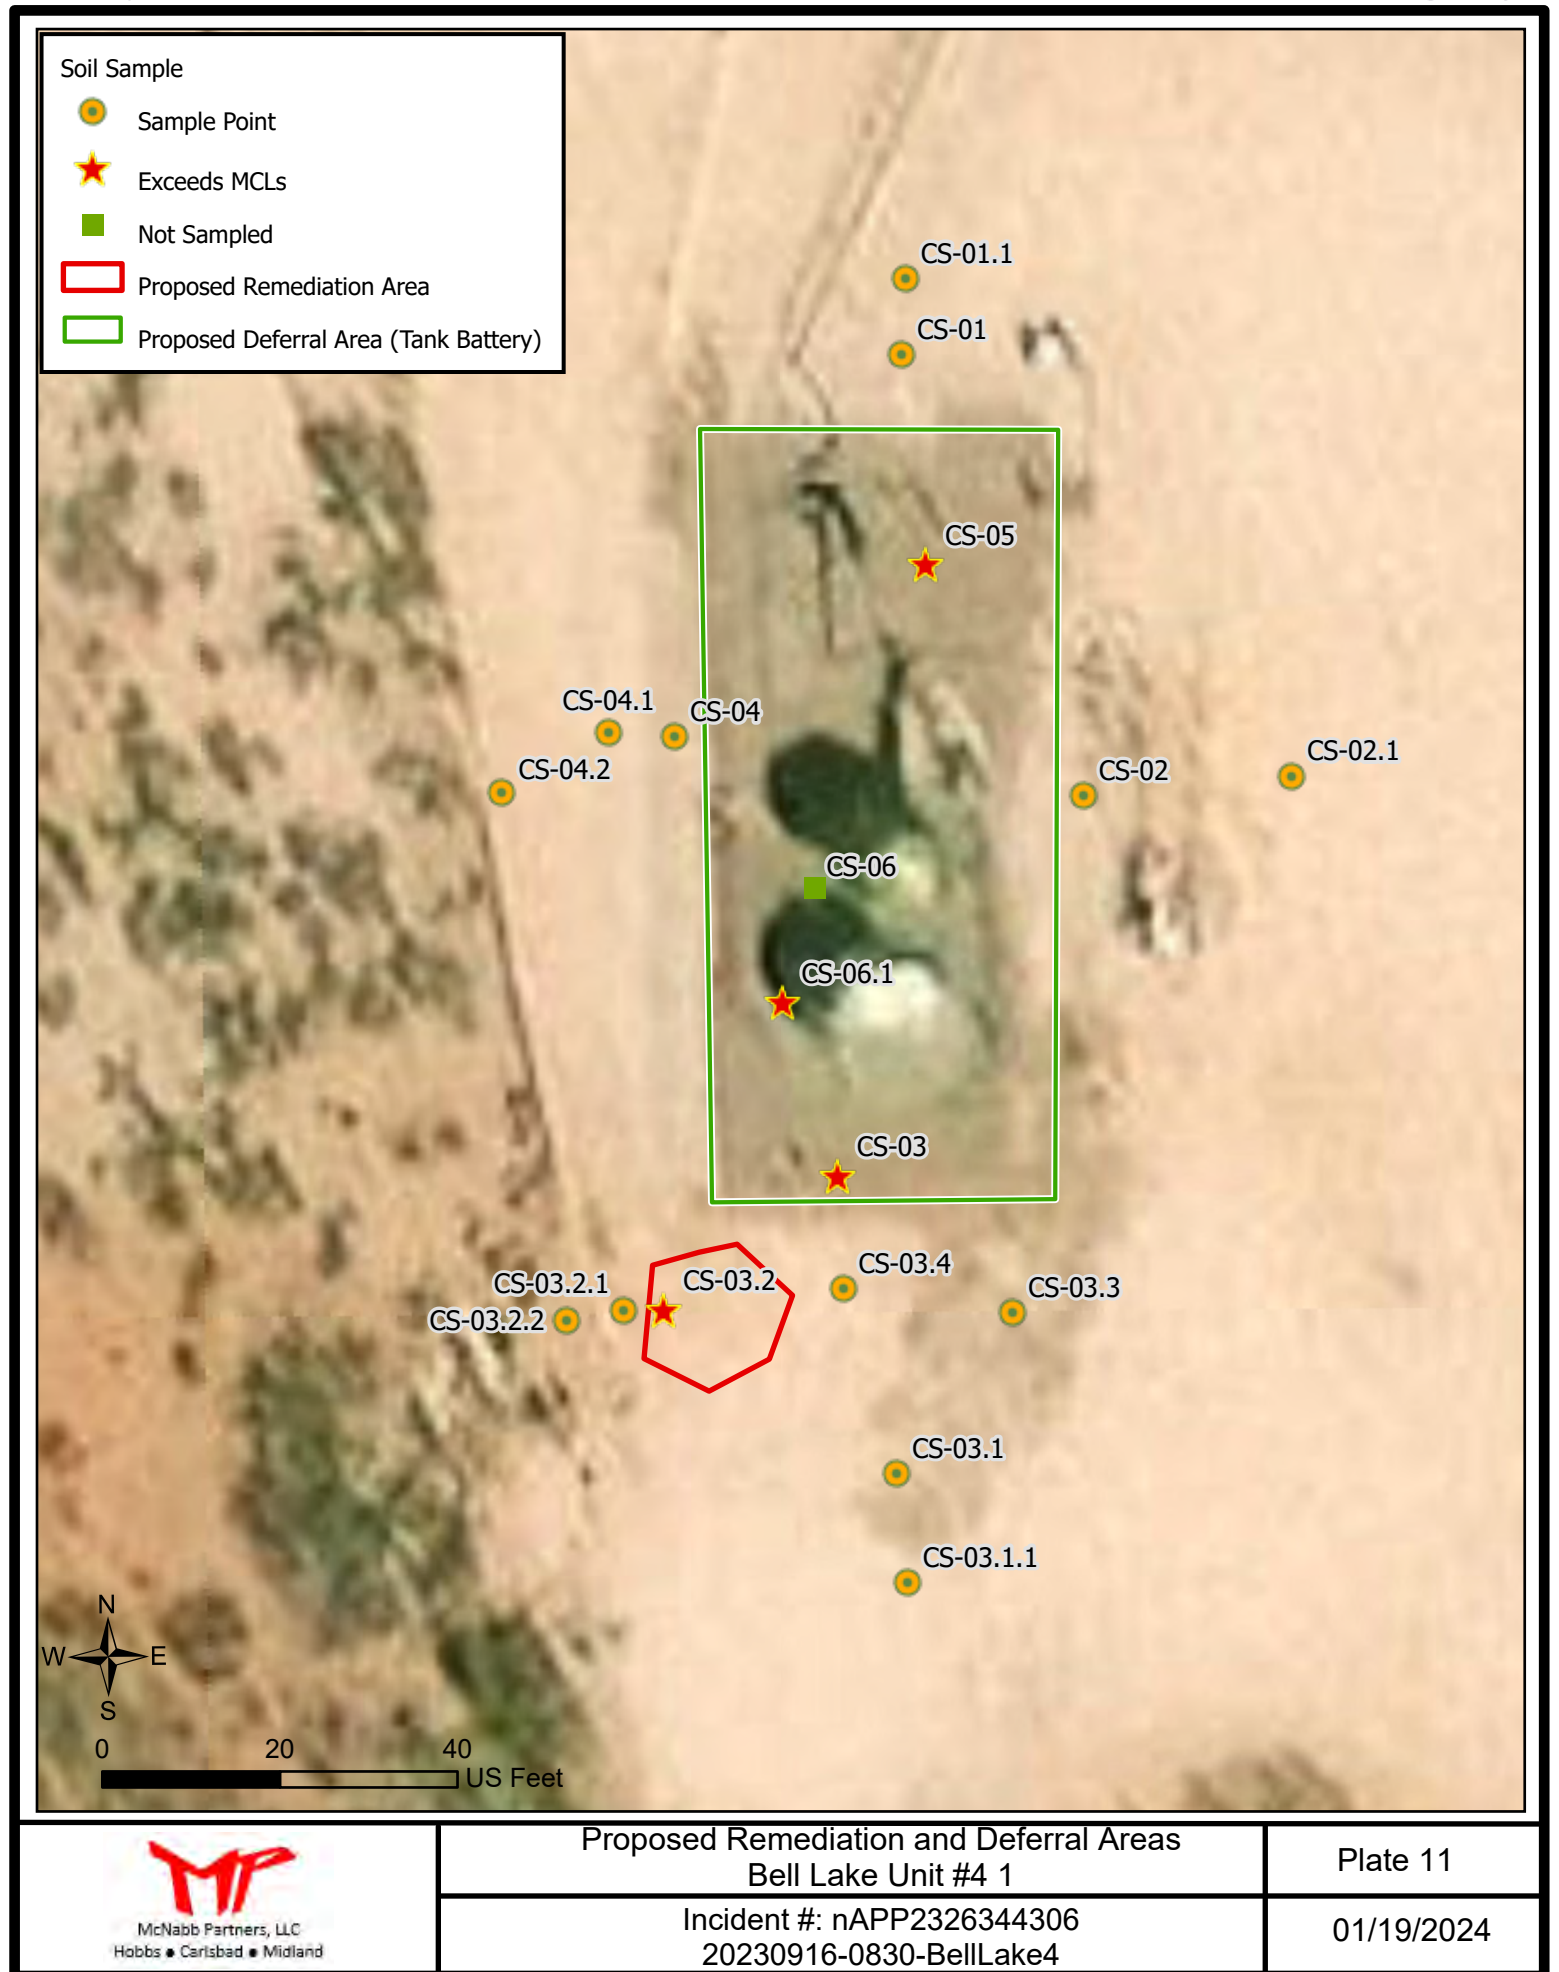 Soil Sample
Sample Point
Exceeds MCLs
Not Sampled
Proposed Remediation Area
Proposed Deferral Area (Tank Battery)
CS-01.1
CS-01
CS-05
CS-04.1
CS-04
CS-04.2
CS-02
CS-02.1
CS-06
CS-06.1
CS-03
CS-03.2.1
CS-03.2
CS-03.4
CS-03.3
CS-03.2.2
CS-03.1
CS-03.1.1
N
W
E
S
0 20 40
US Feet
McNabb Partners, LLC
Hobbs ● Carlsbad ● Midland
Proposed Remediation and Deferral Areas
Bell Lake Unit #4 1
Plate 11
Incident #: nAPP2326344306
20230916-0830-BellLake4
01/19/2024